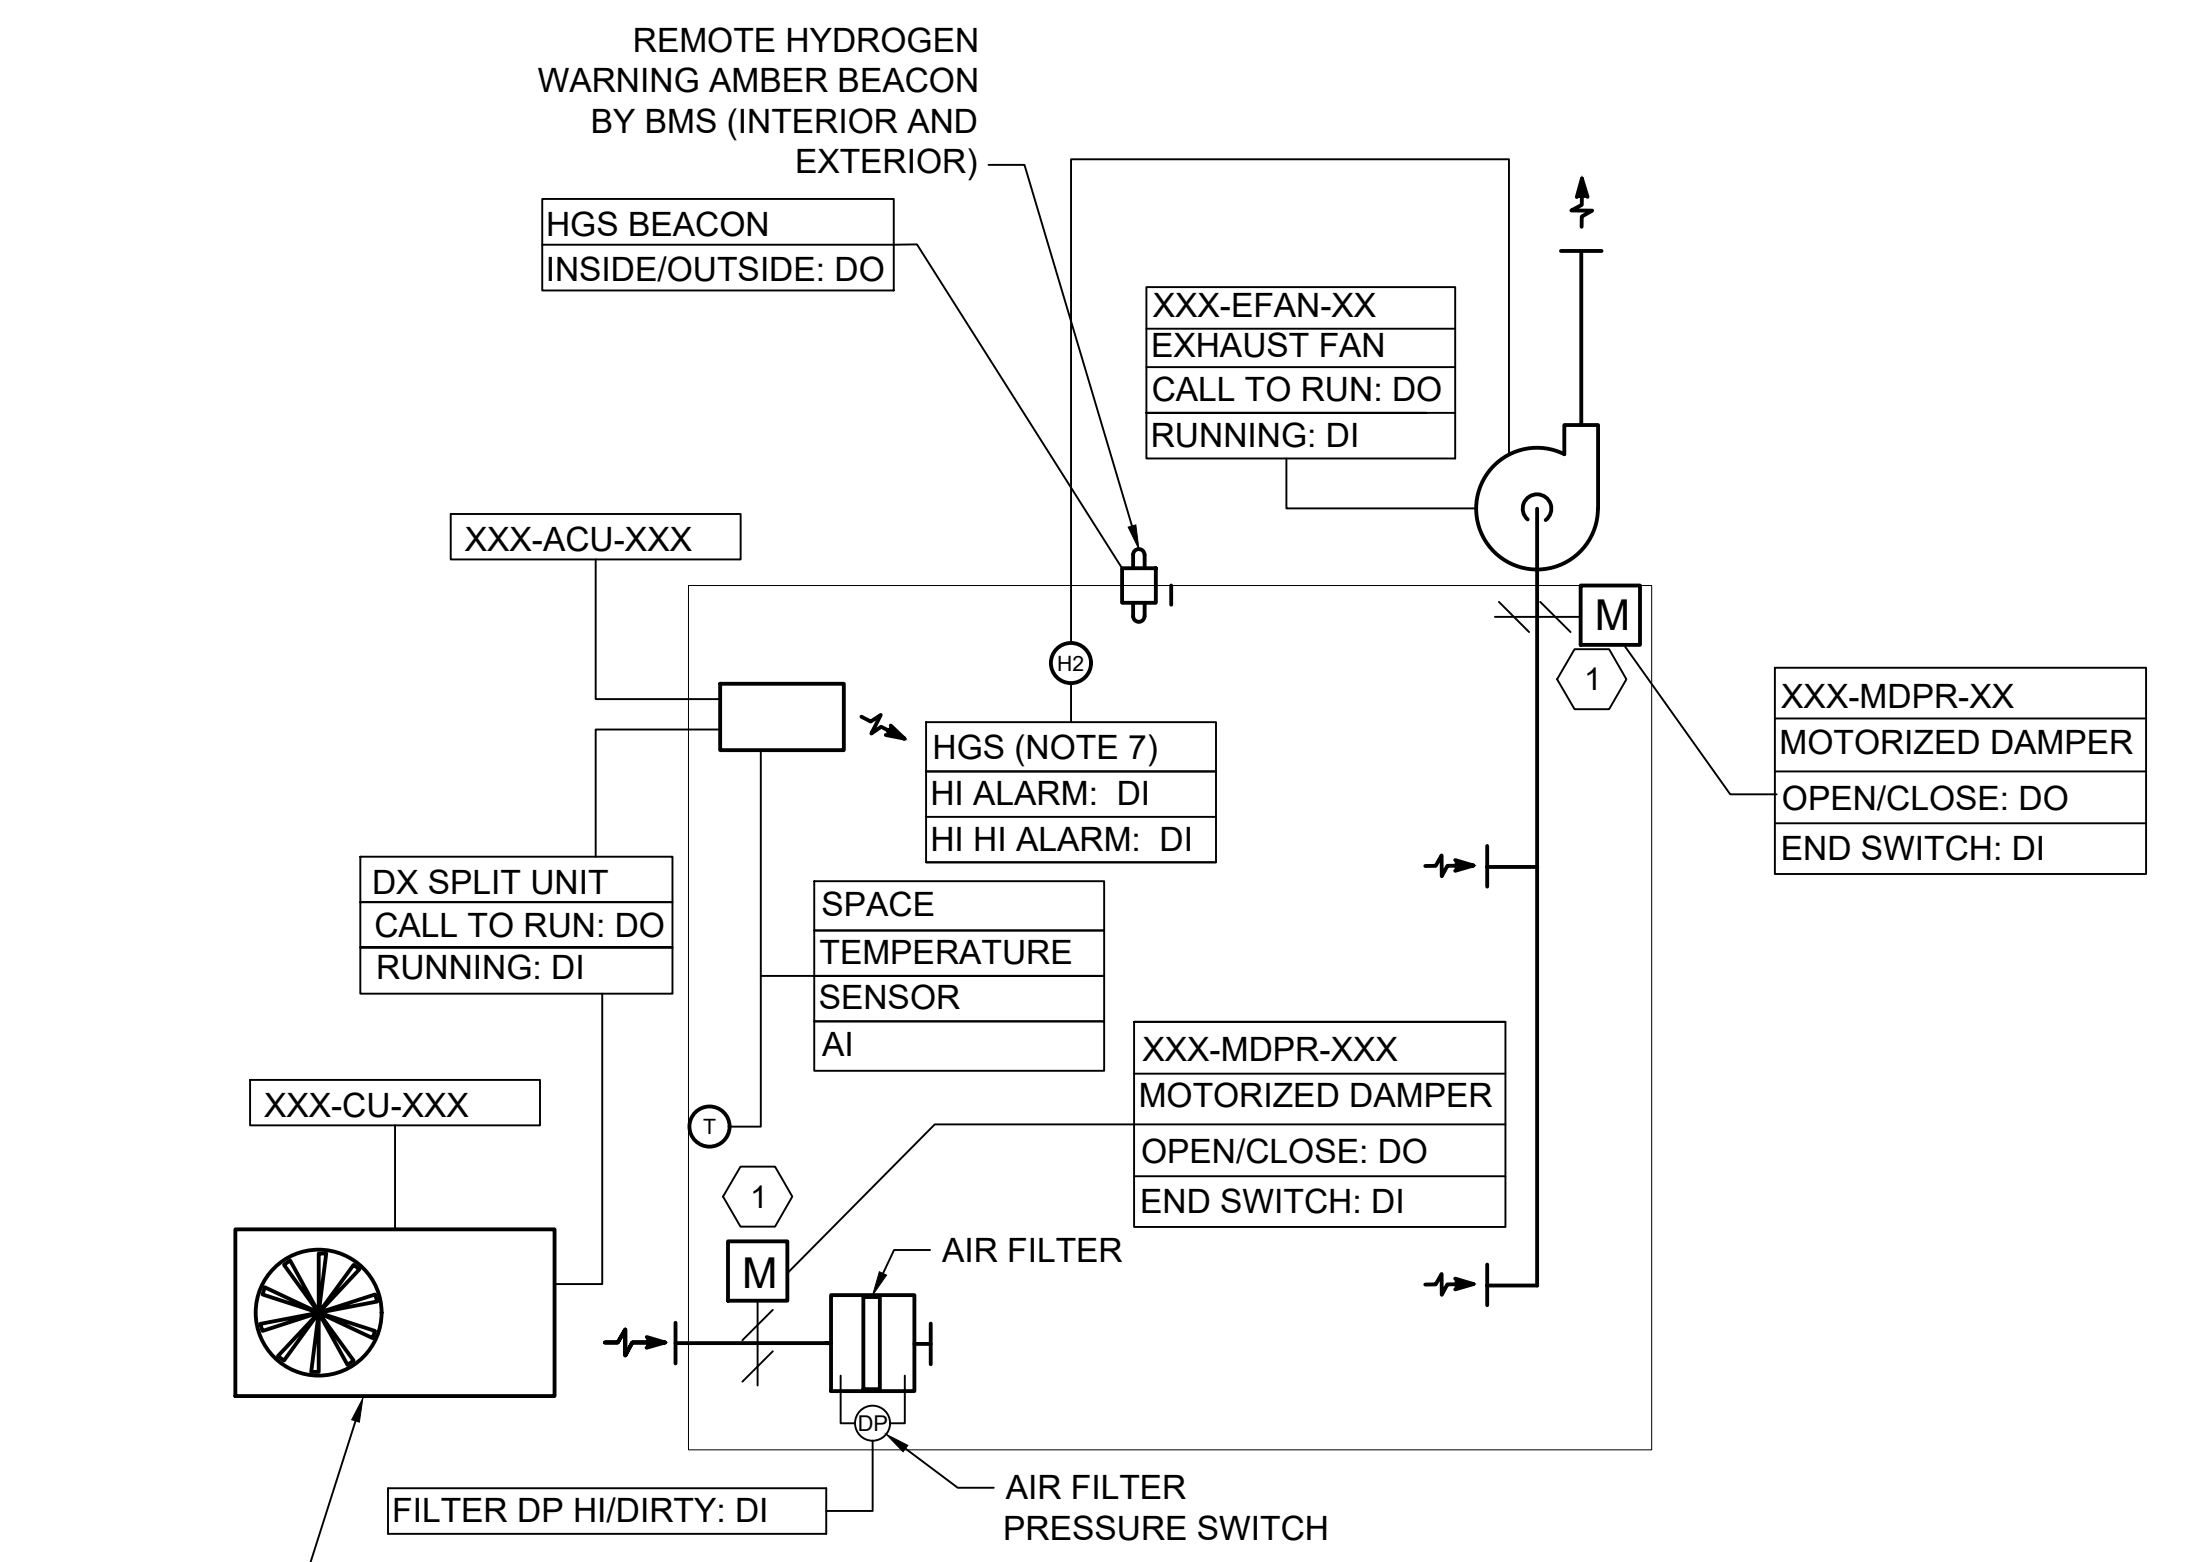 REMOTE HYDROGEN
WARNING AMBER BEACON
BY BMS (INTERIOR AND
EXTERIOR)
HGS BEACON
INSIDE/OUTSIDE: DO
XXX-EFAN-XX
EXHAUST FAN
CALL TO RUN: DO
RUNNING: DI
XXX-ACU-XXX
M
1
H2
XXX-MDPR-XX
MOTORIZED DAMPER
OPEN/CLOSE: DO
END SWITCH: DI
HGS (NOTE 7)
HI ALARM: DI
HI HI ALARM: DI
DX SPLIT UNIT
CALL TO RUN: DO
RUNNING: DI
SPACE
TEMPERATURE
SENSOR
AI
XXX-MDPR-XXX
MOTORIZED DAMPER
OPEN/CLOSE: DO
END SWITCH: DI
XXX-CU-XXX
T
1
M
AIR FILTER
DP
FILTER DP HI/DIRTY: DI
AIR FILTER
PRESSURE SWITCH